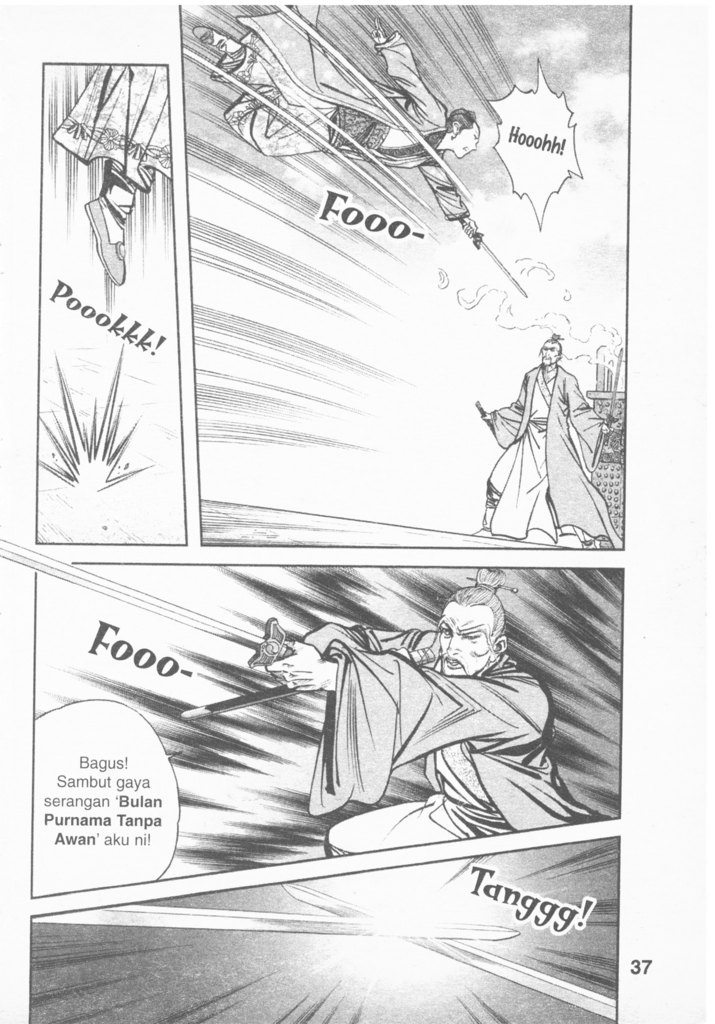 Poookkk!
Fooo-
Hooohh!
Fooo-
Bagus!
Sambut gaya
serangan ‘Bulan
Purnama Tanpa
Awan’ aku ni!
Tanggg!
37